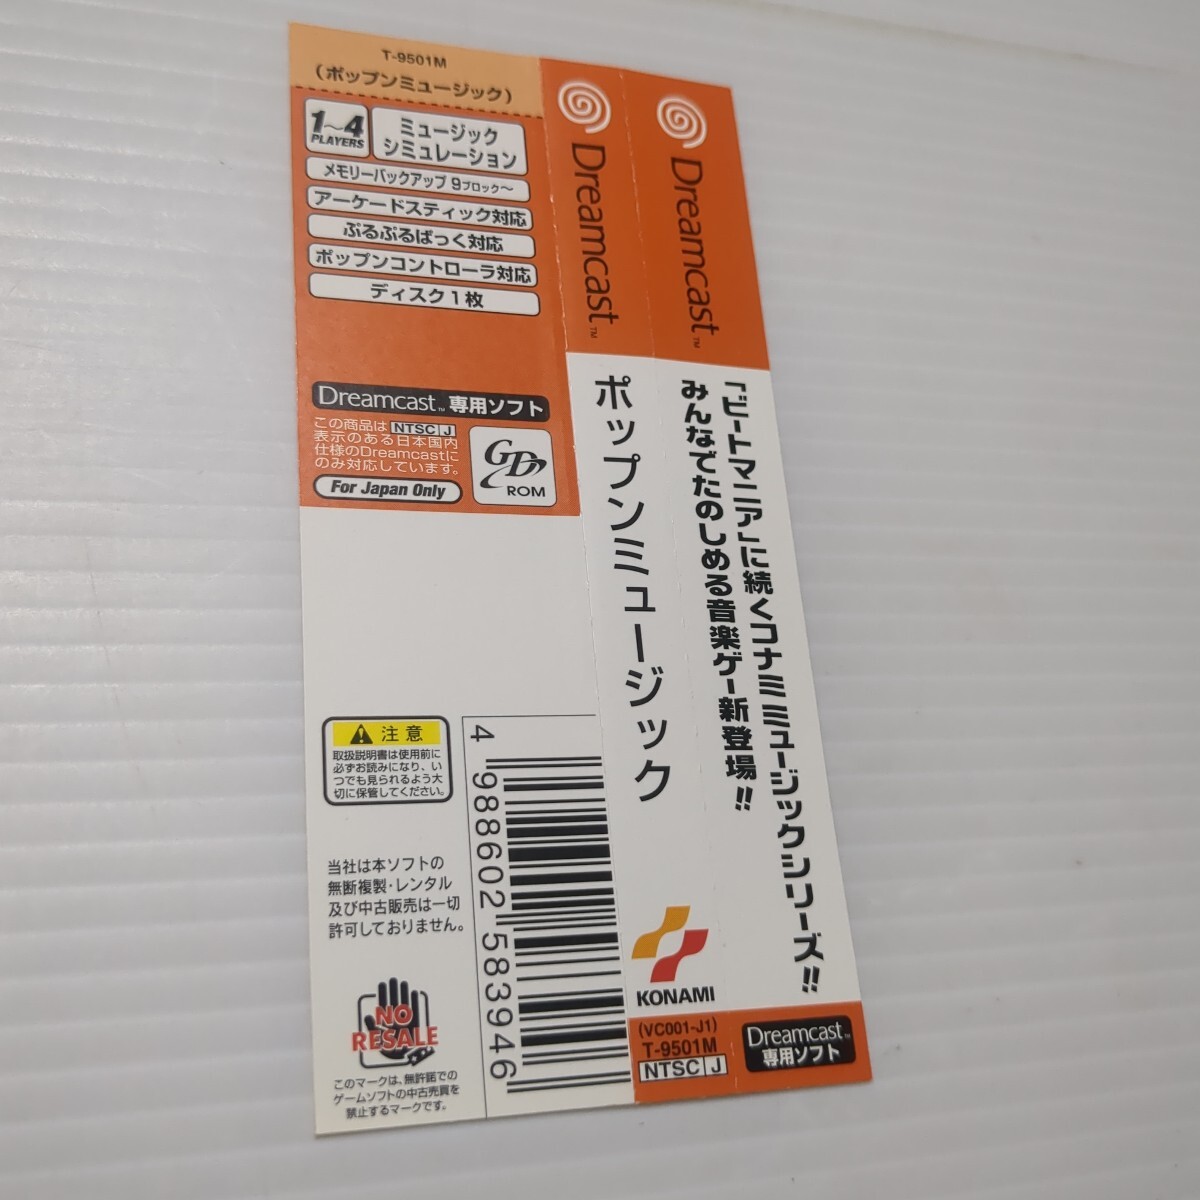 T-9501M
(ポップンミュージック)
1〜4
PLAYERS
ミュージック
シミュレーション
メモリーバックアップ 9ブロック〜
アーケードスティック対応
ぷるぷるぱっく対応
ポップンコントローラ対応
ディスク1枚
Dreamcast™ 専用ソフト
この商品は NTSC J
表示のある日本国内
仕様のDreamcastに
のみ対応しています。
For Japan Only
GD
ROM
注意
取扱説明書は使用前に
必ずお読みになり、い
つでも見られるよう大
切に保管してください。
当社は本ソフトの
無断複製・レンタル
及び中古販売は一切
許可しておりません。
NO
RESALE
このマークは、無許諾での
ゲームソフトの中古売買を
禁止するマークです。
4 988602 583946
Dreamcast™
ポップンミュージック
KONAMI
(VC001-J1)
T-9501M
NTSC J
Dreamcast™
「ビートマニア」に続くコナミミュージックシリーズ!!
みんなでたのしめる音楽ゲー新登場!!
Dreamcast™
専用ソフト